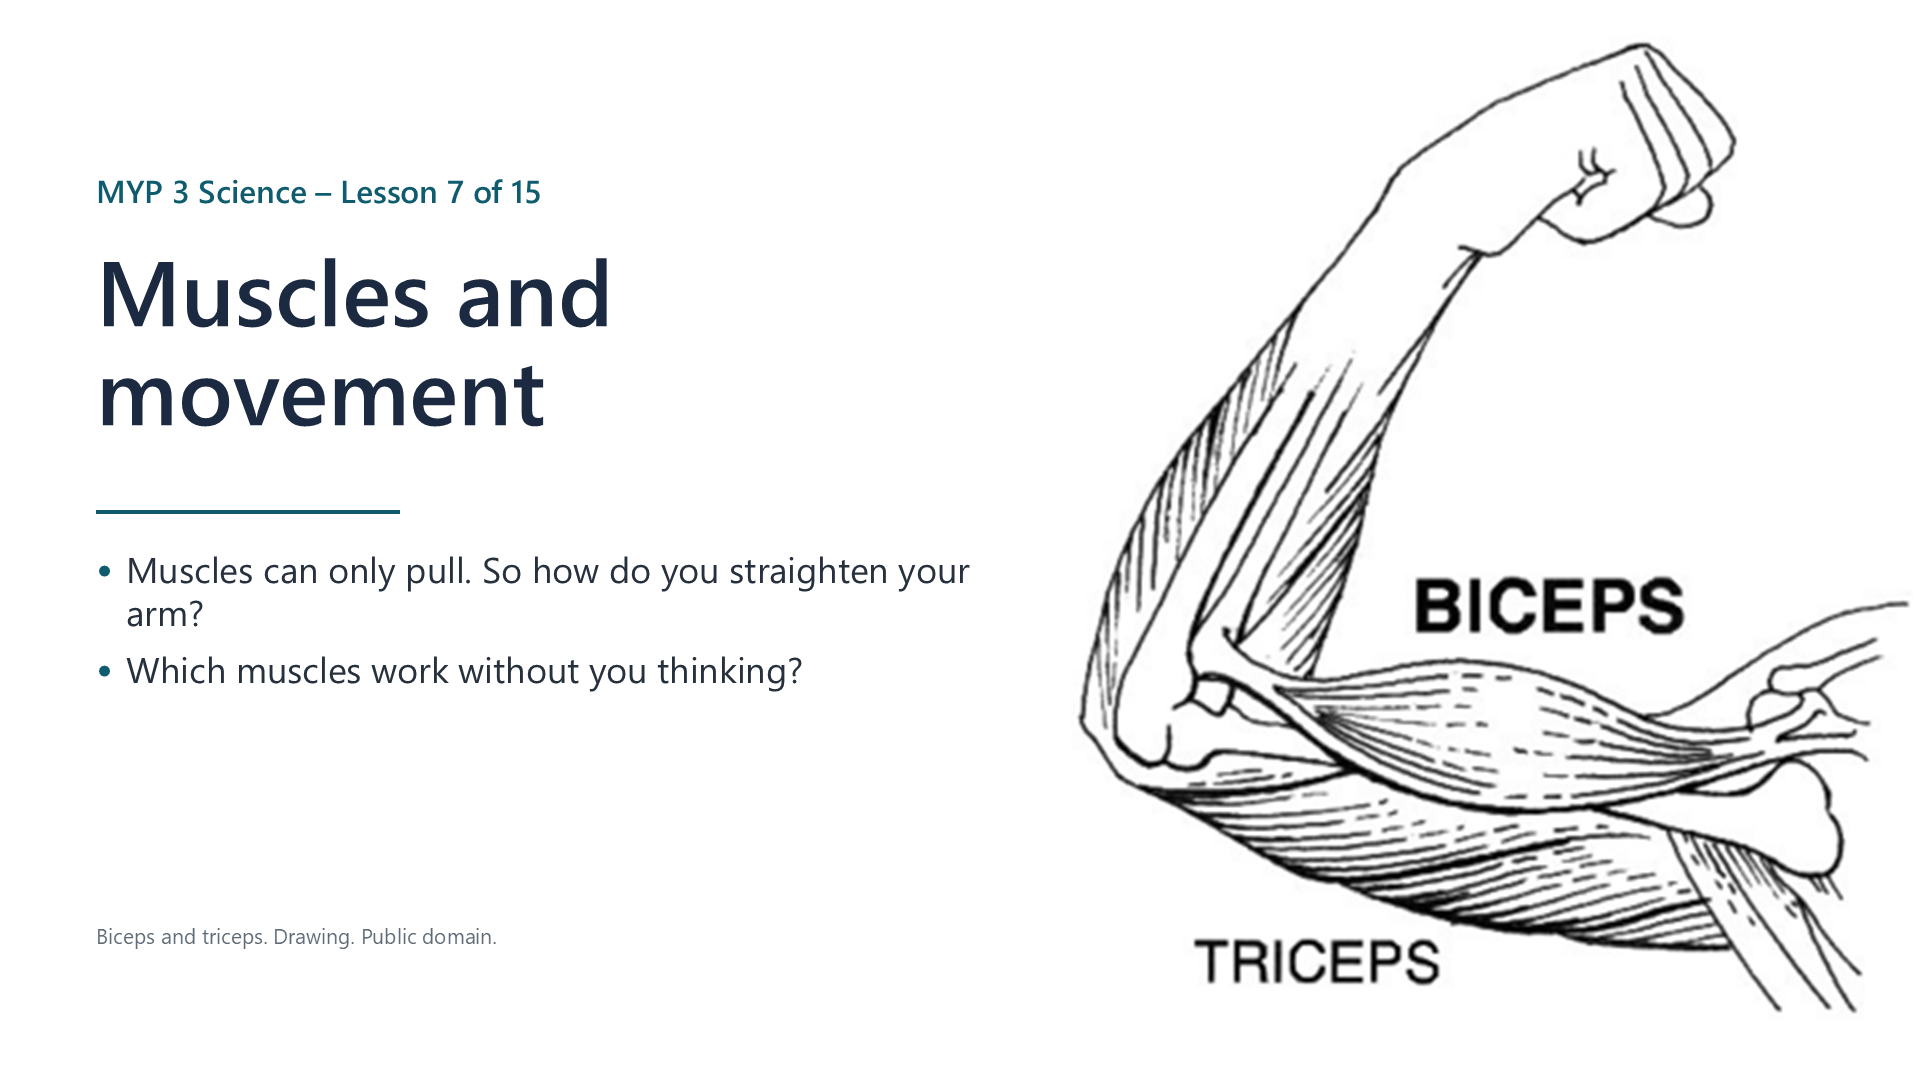 MYP 3 Science – Lesson 7 of 15
Muscles and
movement
• Muscles can only pull. So how do you straighten your
arm?
• Which muscles work without you thinking?
Biceps and triceps. Drawing. Public domain.
BICEPS
TRICEPS